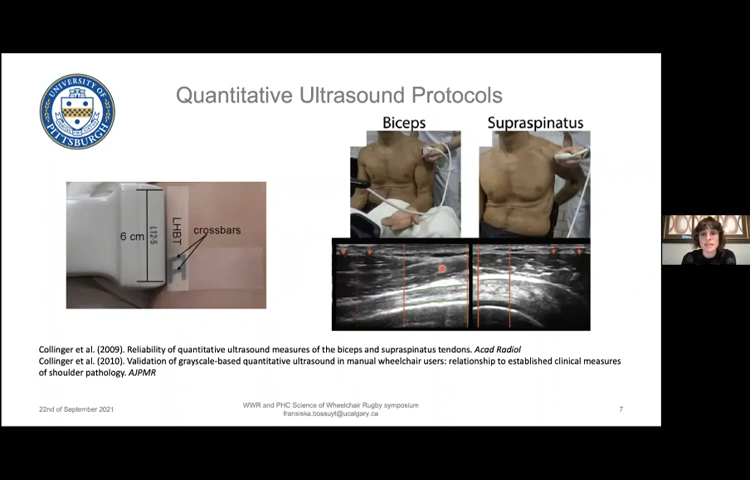 UNIVERSITY OF
PITTSBURGH
Quantitative Ultrasound Protocols
Biceps
Supraspinatus
6 cm
L12-5
LHBT
crossbars
Collinger et al. (2009). Reliability of quantitative ultrasound measures of the biceps and supraspinatus tendons. Acad Radiol
Collinger et al. (2010). Validation of grayscale-based quantitative ultrasound in manual wheelchair users: relationship to established clinical measures
of shoulder pathology. AJPMR
22nd of September 2021
WWR and PHC Science of Wheelchair Rugby symposium
fransiska.bossuyt@ucalgary.ca
7